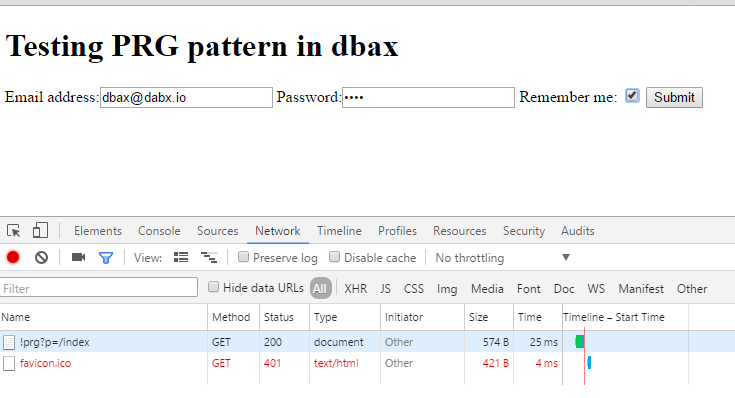 Testing PRG pattern in dbax
Email address: dbax@dabx.io Password: •••• Remember me: Submit
Elements Console Sources Network Timeline Profiles Resources Security Audits
View: Preserve log Disable cache No throttling
Filter Hide data URLs All XHR JS CSS Img Media Font Doc WS Manifest Other
Name Method Status Type Initiator Size Time Timeline – Start Time
!prg?p=/index GET 200 document Other 574 B 25 ms
favicon.ico GET 401 text/html Other 421 B 4 ms